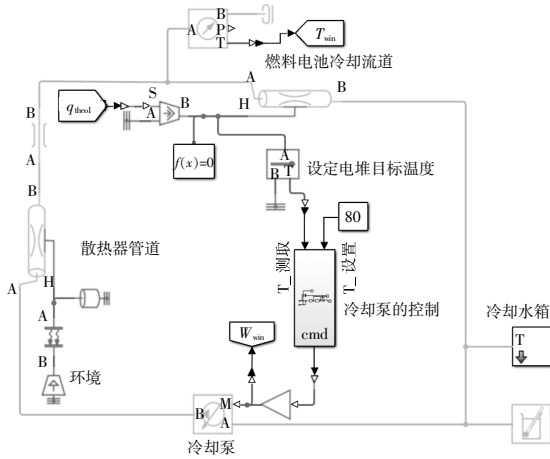 B
A P
T
T_win
燃料电池冷却流道
A
B
q_theo1
S
A B
H
B
A
f(x)=0
A
B T
设定电堆目标温度
B
80
散热器管道
T_测取
T_设置
A
H
冷却泵的控制
冷却水箱
A
W_win
cmd
T
B
环境
B M
A
冷却泵